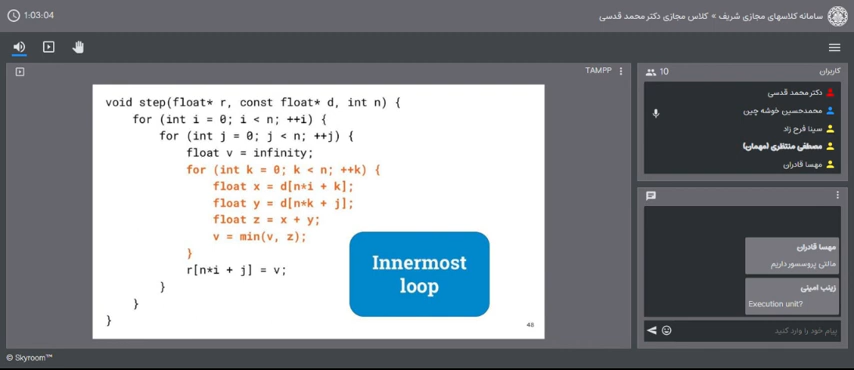 1:03:04
سامانه کلاسهای مجازی شریف » کلاس مجازی دکتر محمد قدسی
TAMPP
void step(float* r, const float* d, int n) {
for (int i = 0; i < n; ++i) {
for (int j = 0; j < n; ++j) {
float v = infinity;
for (int k = 0; k < n; ++k) {
float x = d[n*i + k];
float y = d[n*k + j];
float z = x + y;
v = min(v, z);
}
r[n*i + j] = v;
}
}
}
Innermost
loop
48
10
کاربران
دکتر محمد قدسی
محمدحسین خوشه چین
سینا فرح زاد
مصطفی منتظری (مهمان)
مهسا قادران
مهسا قادران
مالتی پروسسور داریم
زینب امینی
Execution unit?
پیام خود را وارد کنید
© Skyroom™